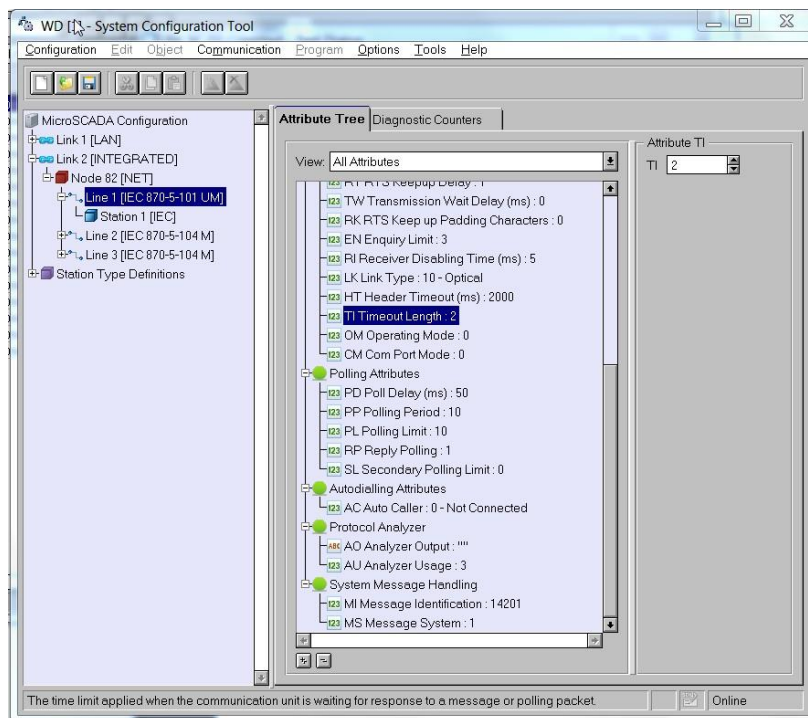 WD - System Configuration Tool
Configuration Edit Object Communication Program Options Tools Help
MicroSCADA Configuration
Link 1 [LAN]
Link 2 [INTEGRATED]
Node 82 [NET]
Line 1 [IEC 870-5-101 UM]
Station 1 [IEC]
Line 2 [IEC 870-5-104 M]
Line 3 [IEC 870-5-104 M]
Station Type Definitions
Attribute Tree
Diagnostic Counters
View: All Attributes
RT RTS Keepup Delay : 1
TW Transmission Wait Delay (ms) : 0
RK RTS Keep up Padding Characters : 0
EN Enquiry Limit : 3
RI Receiver Disabling Time (ms) : 5
LK Link Type : 10 - Optical
HT Header Timeout (ms) : 2000
TI Timeout Length : 2
OM Operating Mode : 0
CM Com Port Mode : 0
Polling Attributes
PD Poll Delay (ms) : 50
PP Polling Period : 10
PL Polling Limit : 10
RP Reply Polling : 1
SL Secondary Polling Limit : 0
Autodialling Attributes
AC Auto Caller : 0 - Not Connected
Protocol Analyzer
AO Analyzer Output : ""
AU Analyzer Usage : 3
System Message Handling
MI Message Identification : 14201
MS Message System : 1
Attribute TI
TI 2
The time limit applied when the communication unit is waiting for response to a message or polling packet.
Online